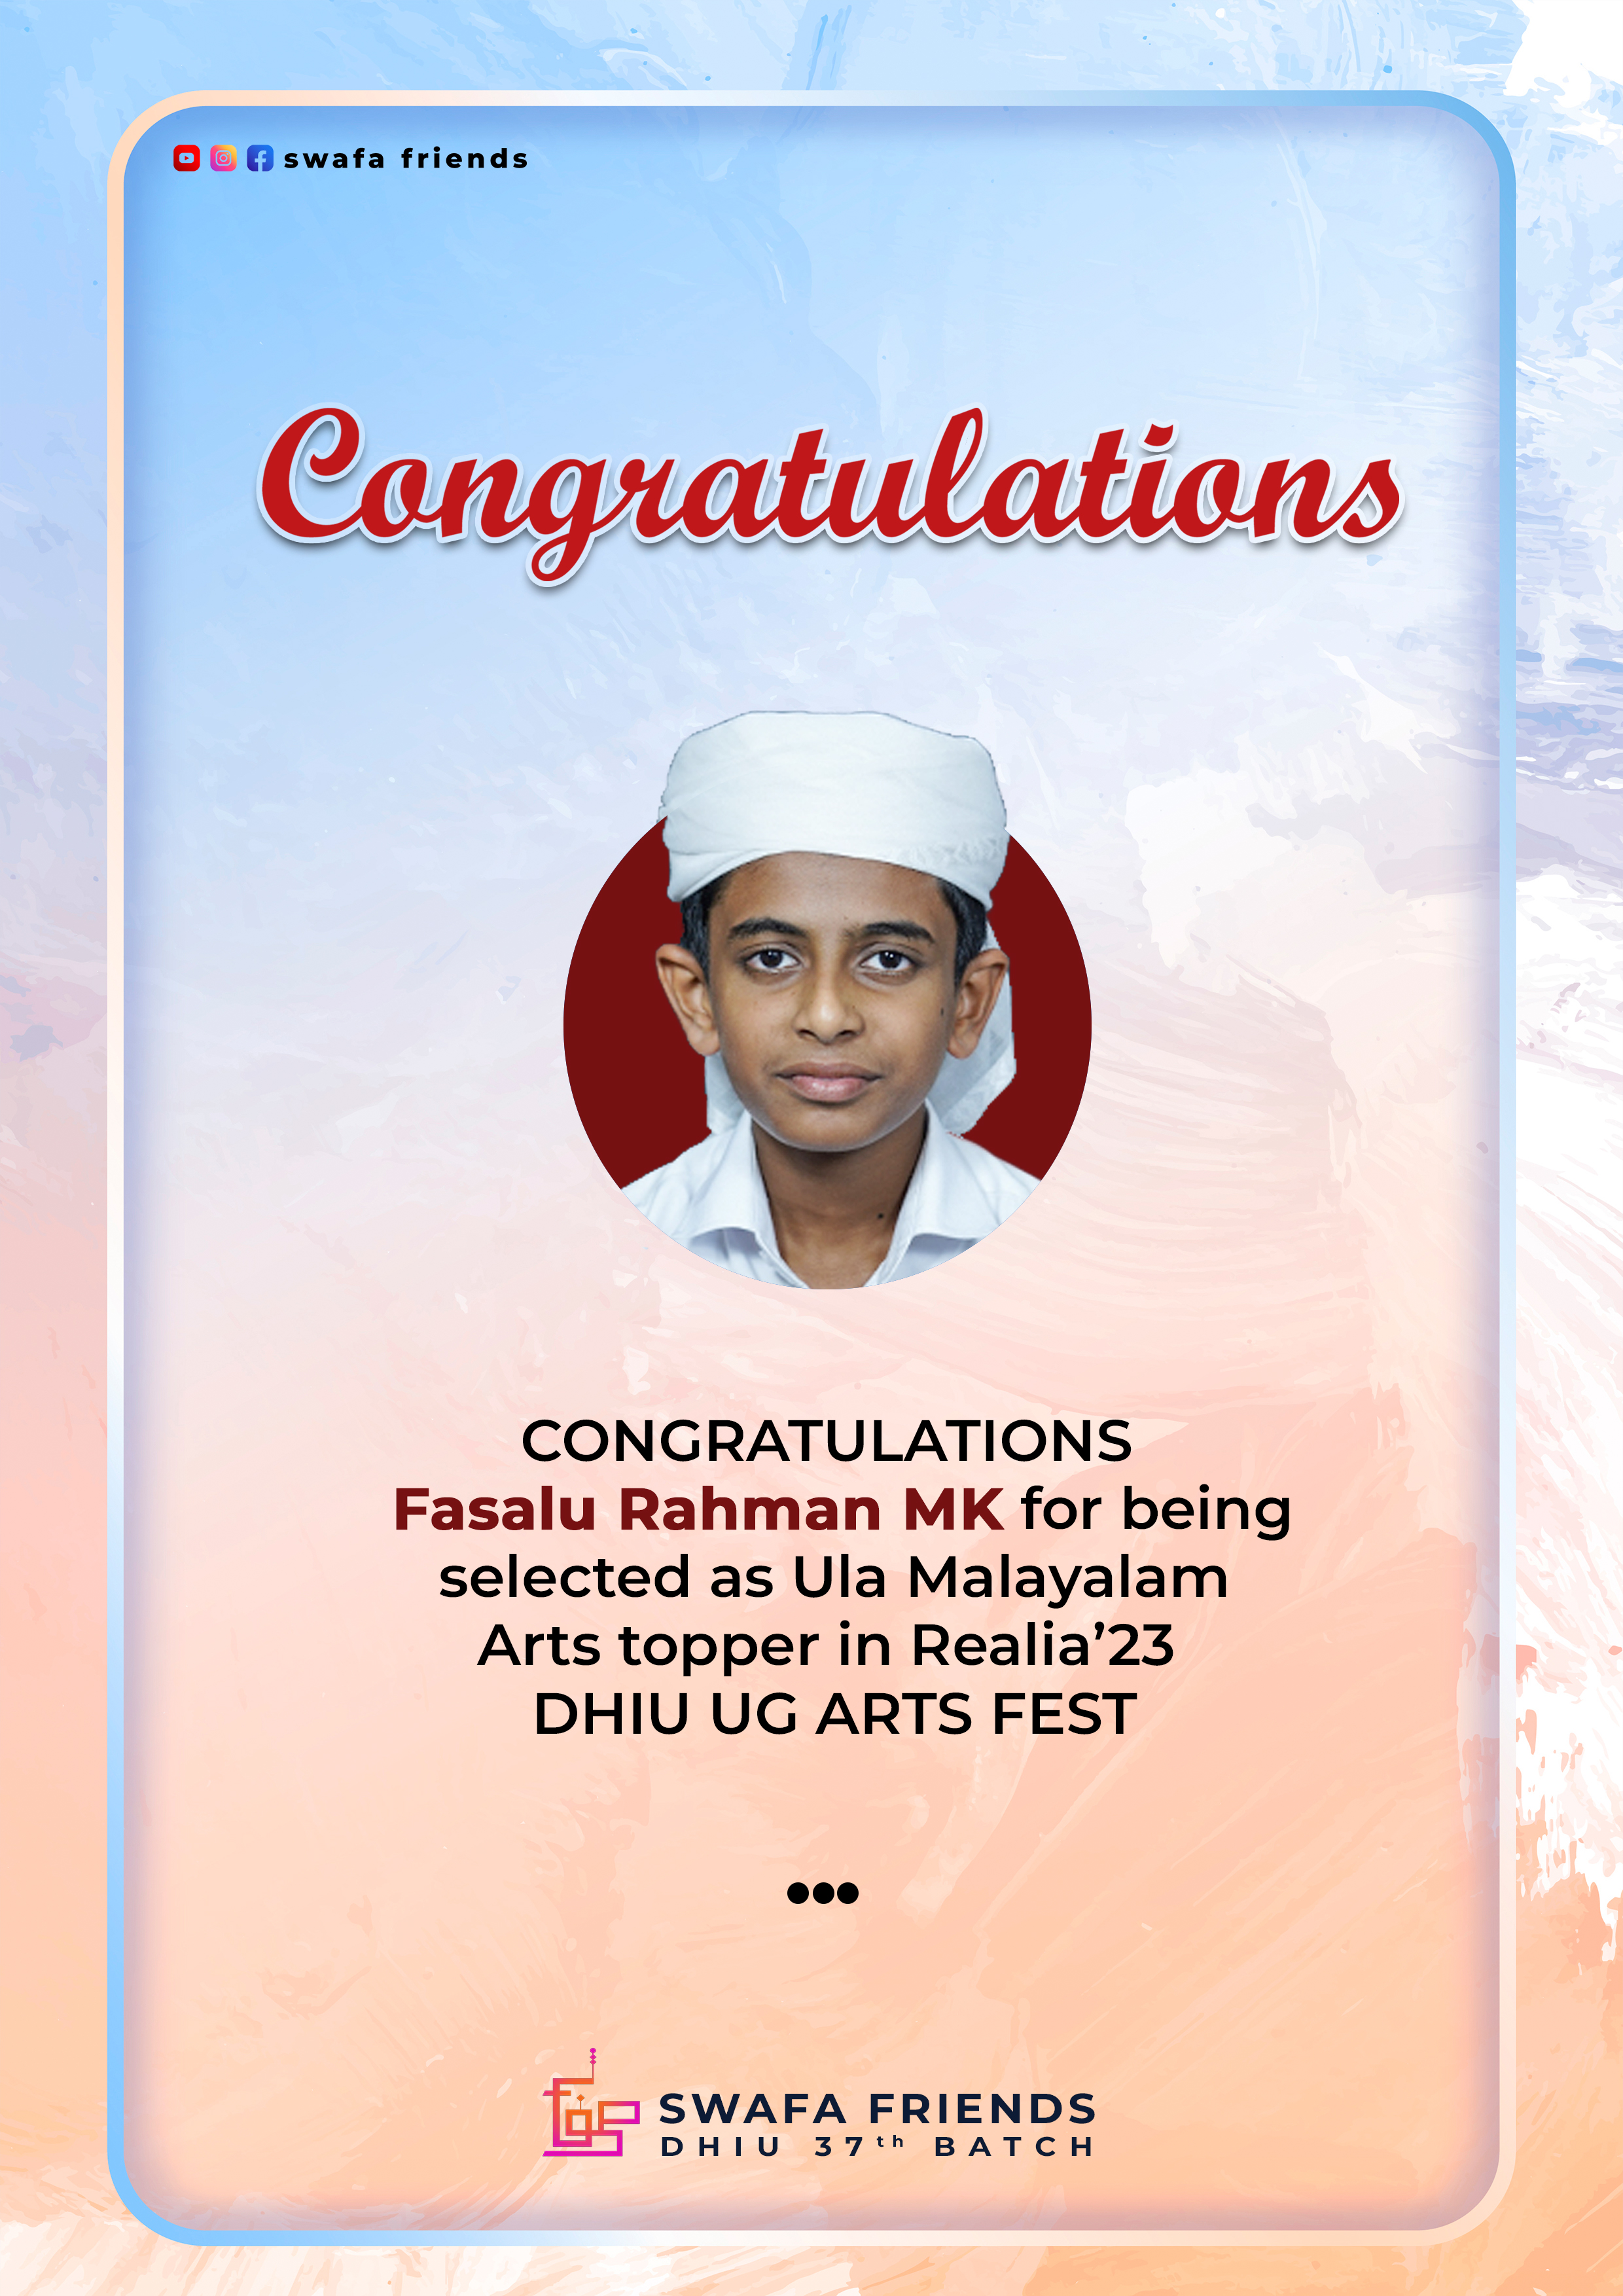 swafa friends
Congratulations
CONGRATULATIONS
Fasalu Rahman MK for being
selected as Ula Malayalam
Arts topper in Realia’23
DHIU UG ARTS FEST
SWAFA FRIENDS
DHIU 37th BATCH